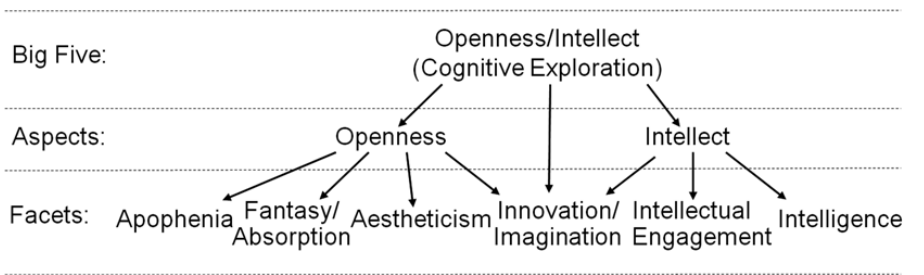 Big Five:
Openness/Intellect
(Cognitive Exploration)
Aspects:
Openness
Intellect
Facets:
Apophenia
Fantasy/
Absorption
Aestheticism
Innovation/
Imagination
Intellectual
Engagement
Intelligence